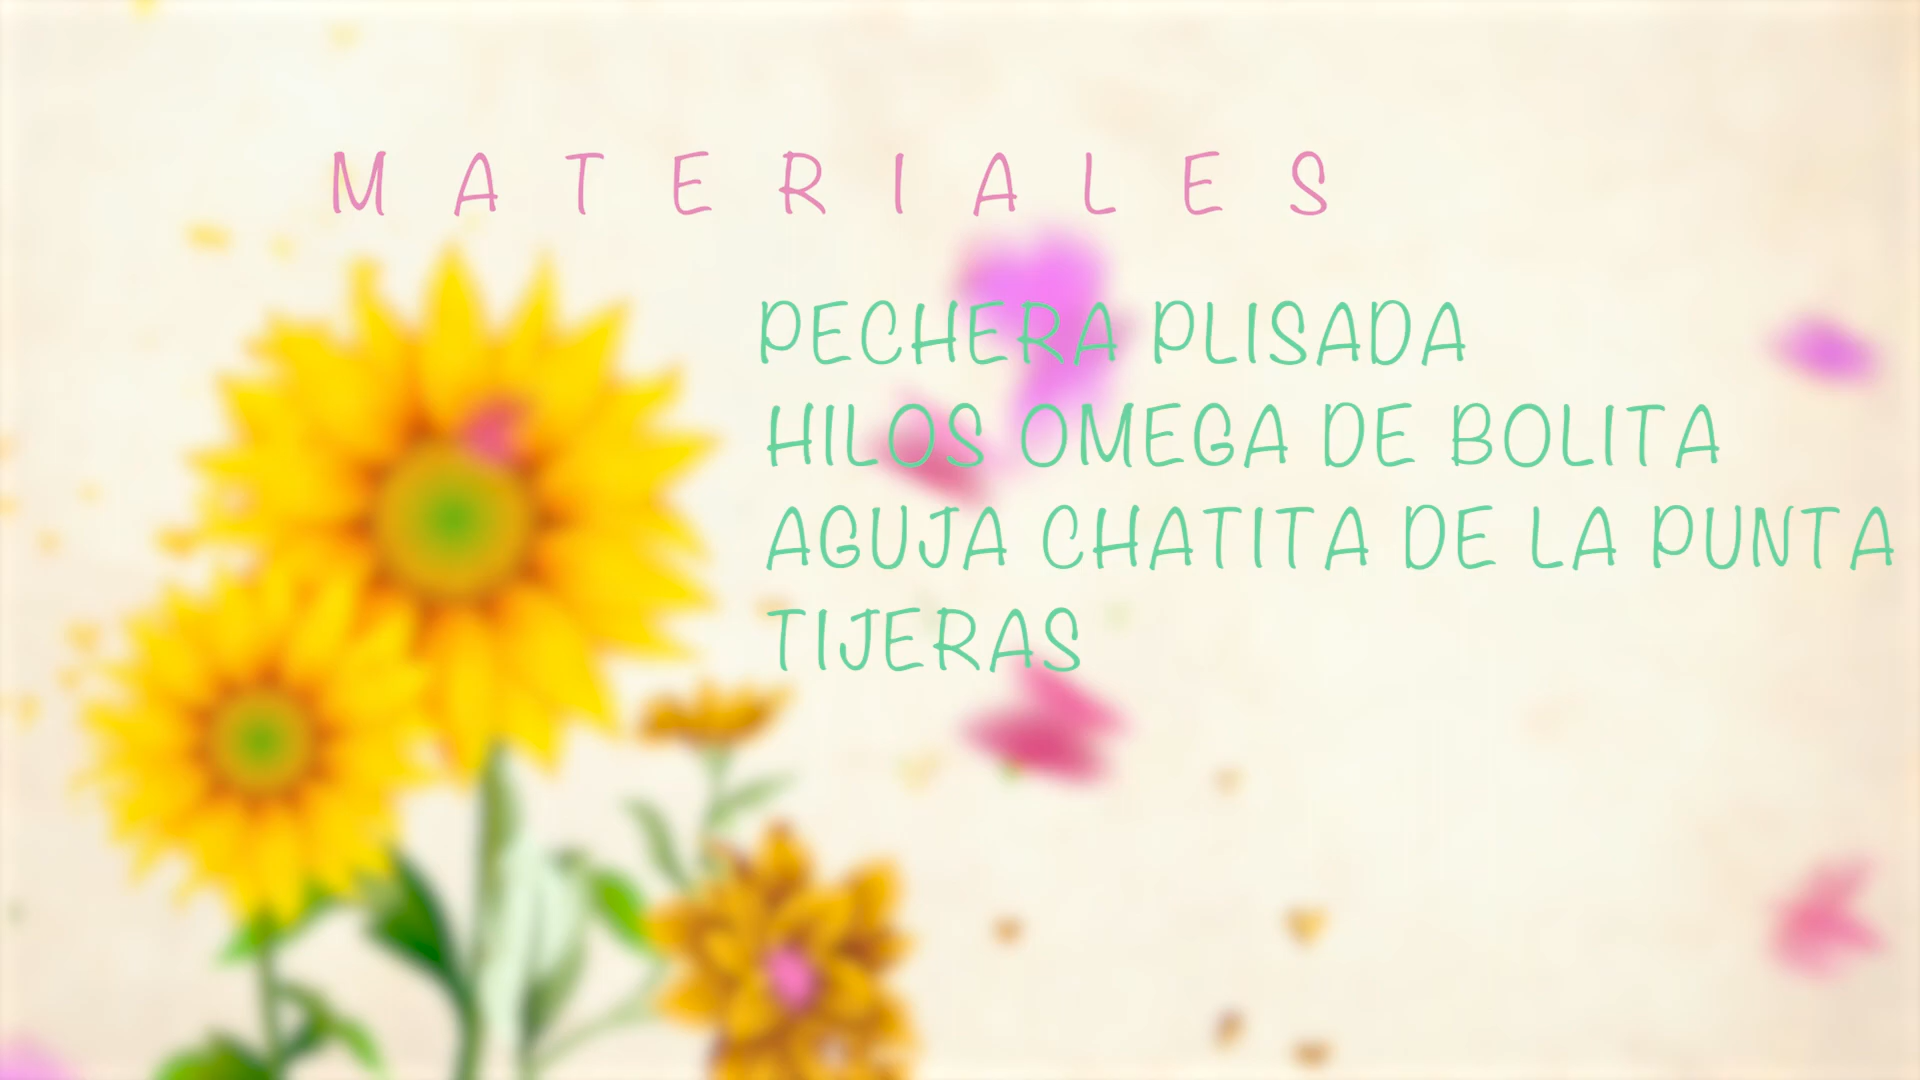 MATERIALES
PECHERA PLISADA
HILOS OMEGA DE BOLITA
AGUJA CHATITA DE LA PUNTA
TIJERAS